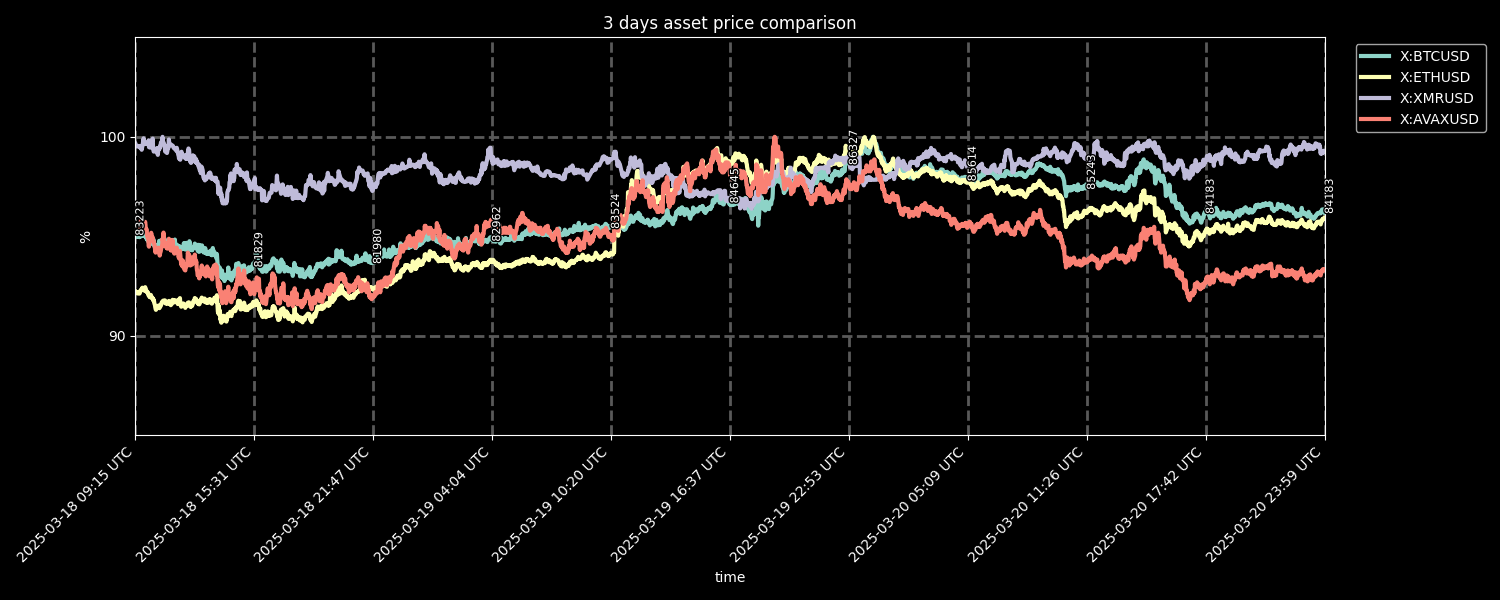 3 days asset price comparison
X:BTCUSD
X:ETHUSD
X:XMRUSD
X:AVAXUSD
100
90
%
83223
81829
81980
82962
83524
84645
86327
85614
85243
84183
84183
2025-03-18 09:15 UTC
2025-03-18 15:31 UTC
2025-03-18 21:47 UTC
2025-03-19 04:04 UTC
2025-03-19 10:20 UTC
2025-03-19 16:37 UTC
2025-03-19 22:53 UTC
2025-03-20 05:09 UTC
2025-03-20 11:26 UTC
2025-03-20 17:42 UTC
2025-03-20 23:59 UTC
time